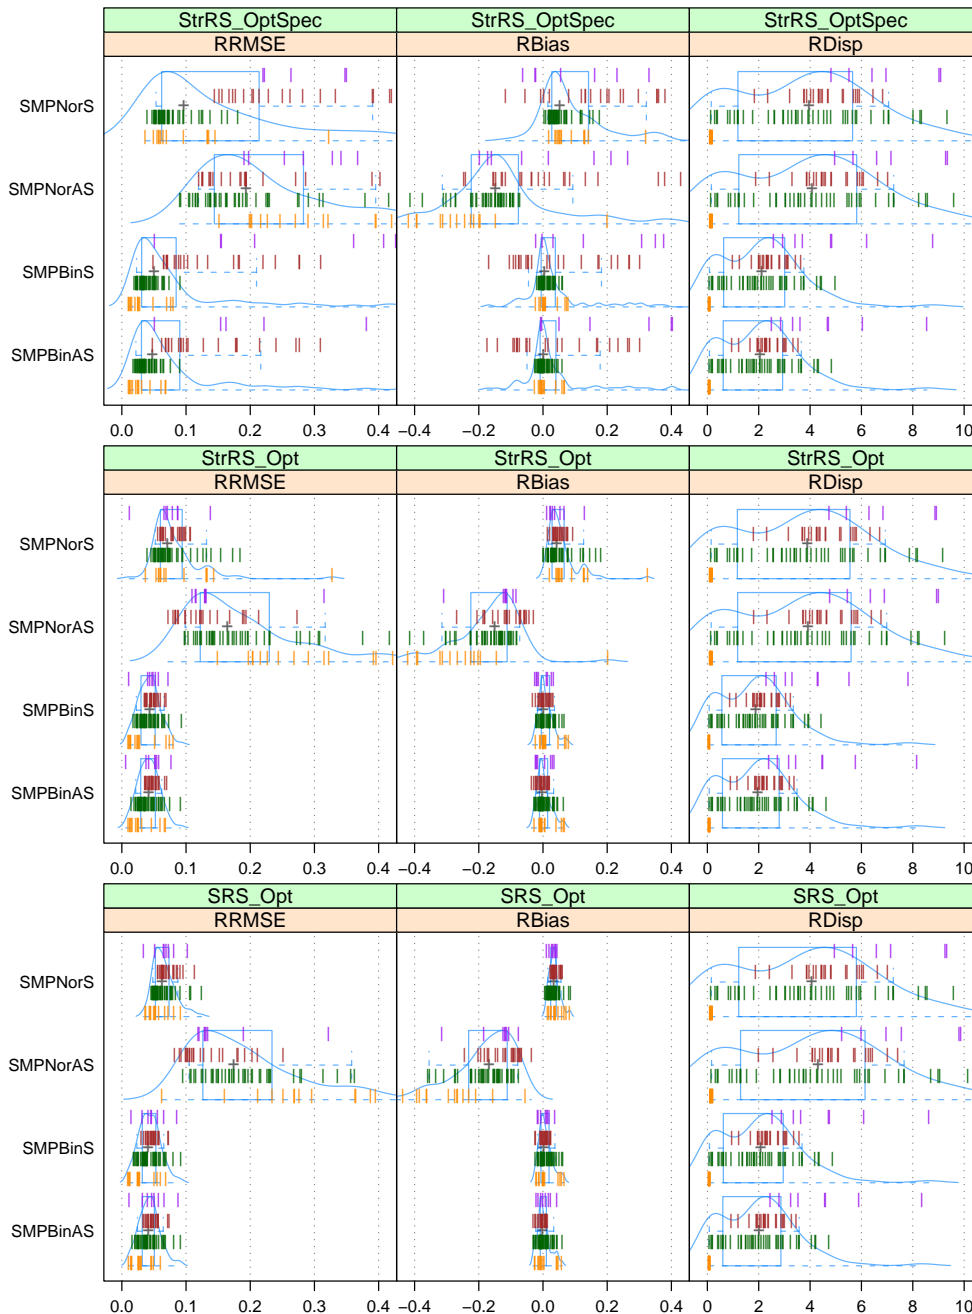 StrRS_OptSpec StrRS_OptSpec StrRS_OptSpec
RRMSE RBias RDisp
SMPNorS
SMPNorAS
SMPBinS
SMPBinAS
0.0 0.1 0.2 0.3 0.4 −0.4 −0.2 0.0 0.2 0.4 0 2 4 6 8 10
StrRS_Opt StrRS_Opt StrRS_Opt
RRMSE RBias RDisp
SMPNorS
SMPNorAS
SMPBinS
SMPBinAS
0.0 0.1 0.2 0.3 0.4 −0.4 −0.2 0.0 0.2 0.4 0 2 4 6 8 10
SRS_Opt SRS_Opt SRS_Opt
RRMSE RBias RDisp
SMPNorS
SMPNorAS
SMPBinS
SMPBinAS
0.0 0.1 0.2 0.3 0.4 −0.4 −0.2 0.0 0.2 0.4 0 2 4 6 8 10